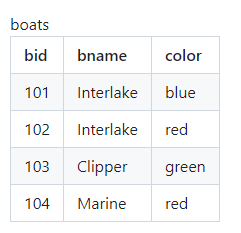 boats
bid bname color
101 Interlake blue
102 Interlake red
103 Clipper green
104 Marine red